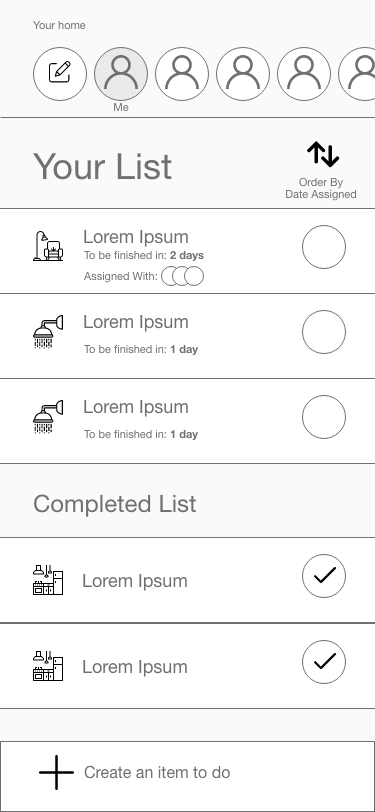 Your home
Me
Your List
Order By
Date Assigned
Lorem Ipsum
To be finished in: 2 days
Assigned With:
Lorem Ipsum
To be finished in: 1 day
Lorem Ipsum
To be finished in: 1 day
Completed List
Lorem Ipsum
Lorem Ipsum
Create an item to do